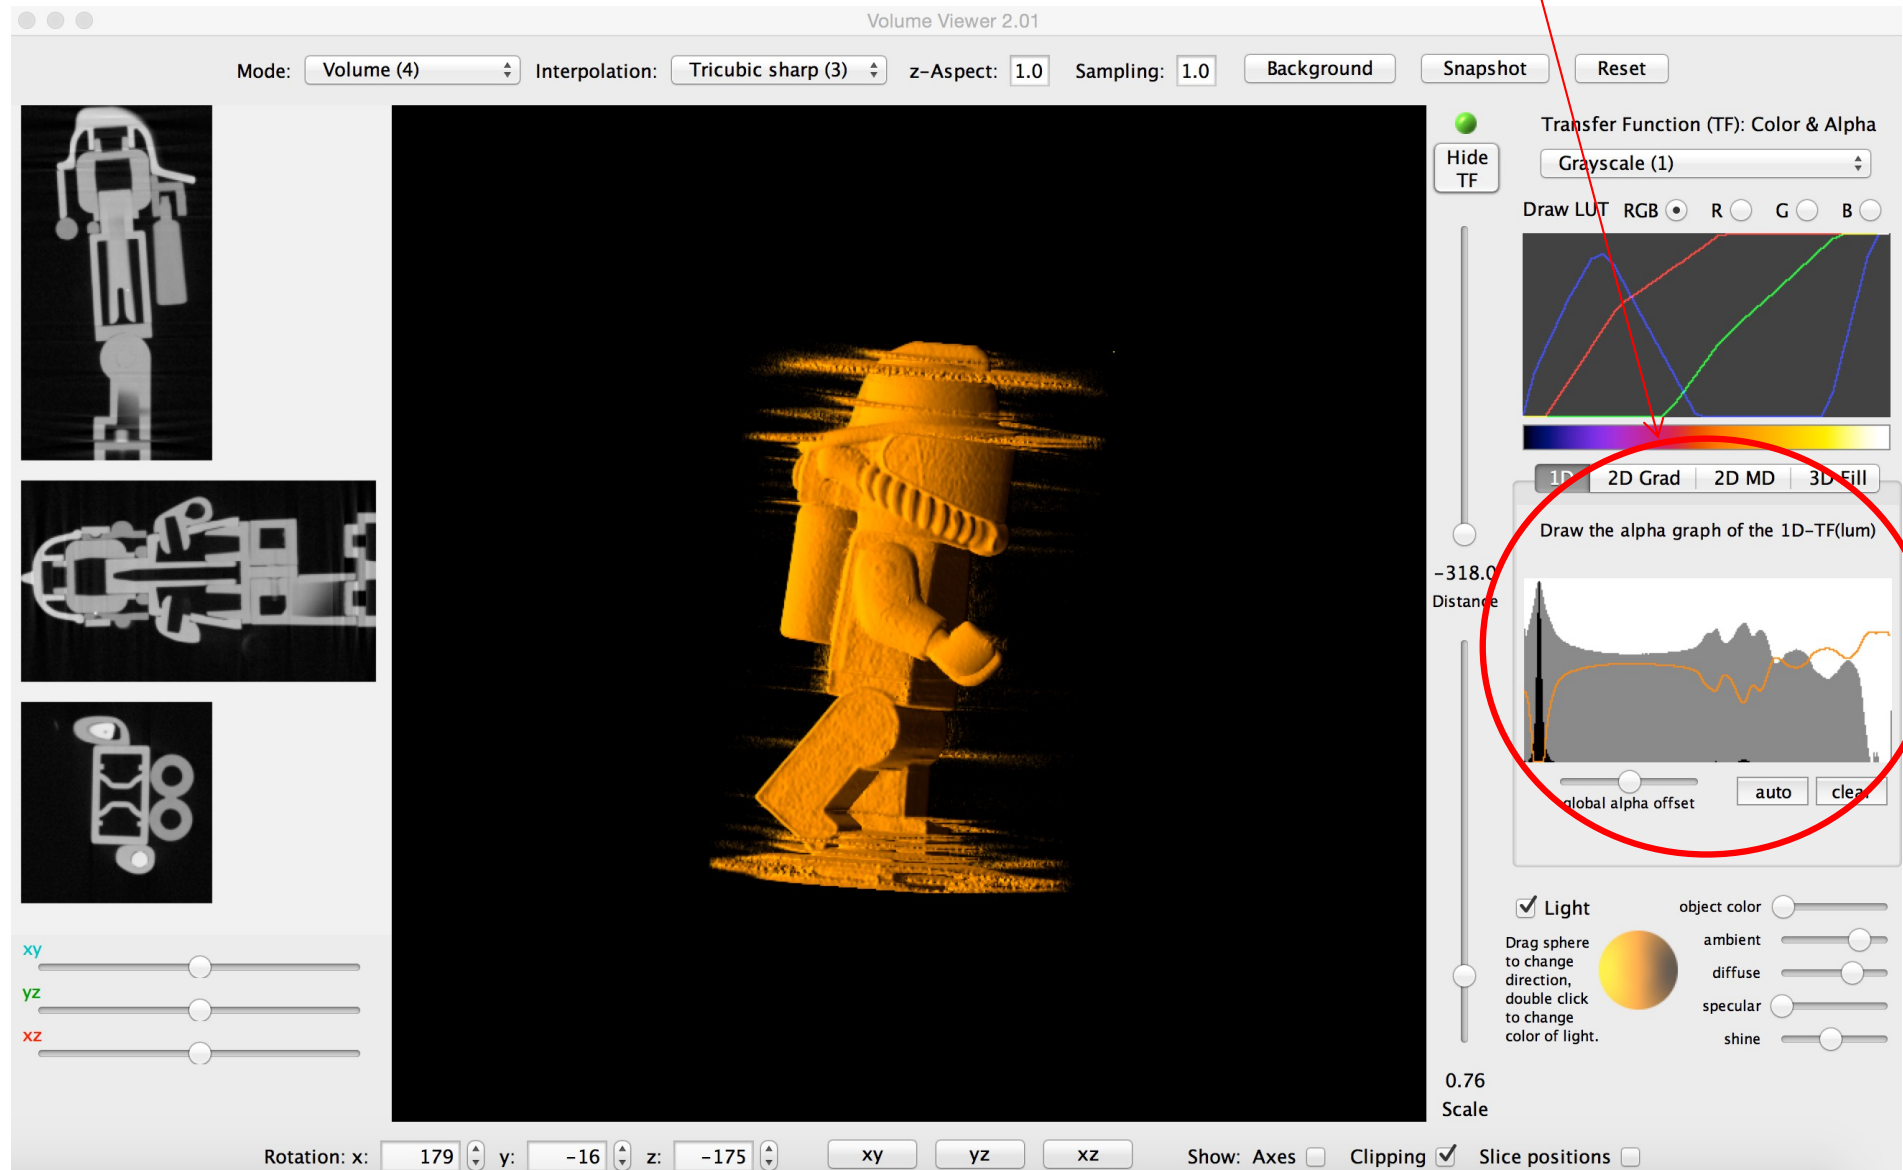 Volume Viewer 2.01
Mode: Volume (4) Interpolation: Tricubic sharp (3) z-Aspect: 1.0 Sampling: 1.0 Background Snapshot Reset
Hide
TF
Transfer Function (TF): Color & Alpha
Grayscale (1)
Draw LUT RGB R G B
1D 2D Grad 2D MD 3D Fill
Draw the alpha graph of the 1D-TF(lum)
-318.0
Distance
global alpha offset auto clear
Light
Drag sphere
to change
direction,
double click
to change
color of light.
object color
ambient
diffuse
specular
shine
xy
yz
xz
0.76
Scale
Rotation: x: 179 y: -16 z: -175 xy yz xz Show: Axes Clipping Slice positions